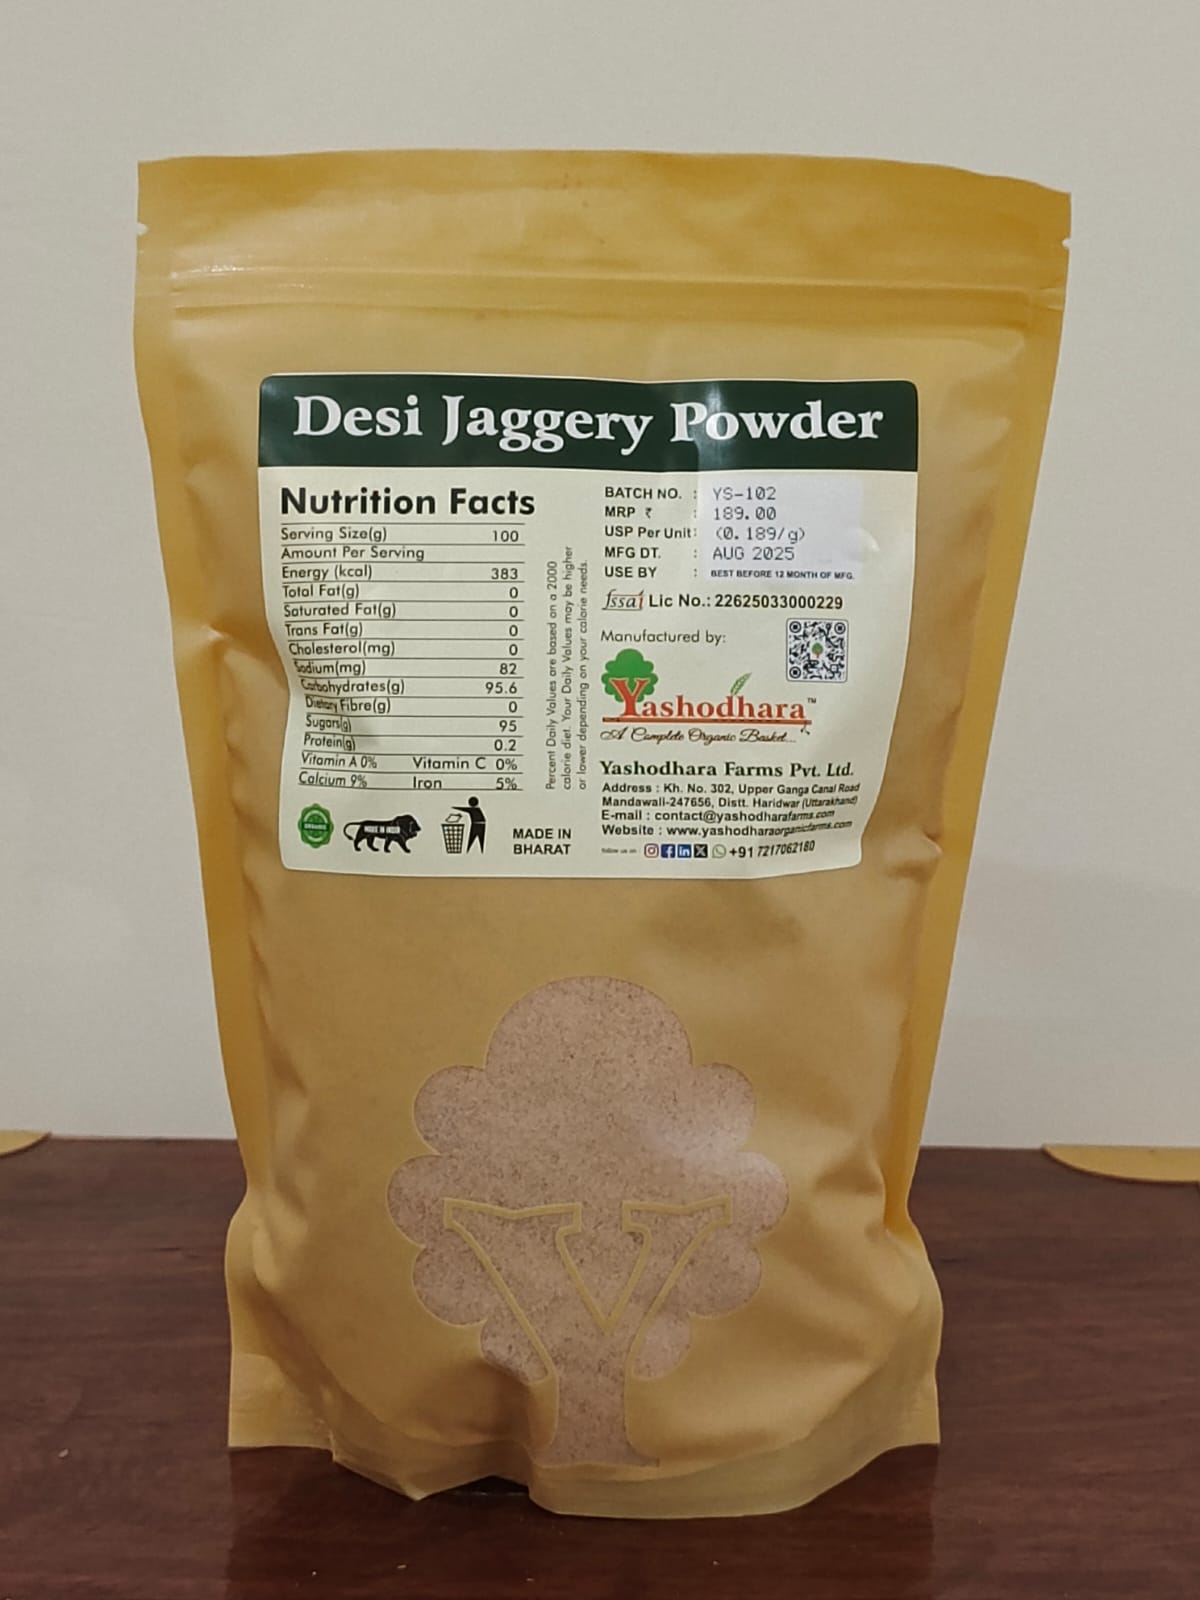 Desi Jaggery Powder
Nutrition Facts
Serving Size(g) 100
Amount Per Serving
Energy (kcal) 383
Total Fat(g) 0
Saturated Fat(g) 0
Trans Fat(g) 0
Cholesterol(mg) 0
Sodium(mg) 82
Carbohydrates(g) 95.6
Dietary Fibre(g) 0
Sugars(g) 95
Protein(g) 0.2
Vitamin A 0% Vitamin C 0%
Calcium 9% Iron 5%
Percent Daily Values are based on a 2000
calorie diet. Your Daily Values may be higher
or lower depending on your calorie needs.
ORGANIC
MAKE IN INDIA
MADE IN
BHARAT
BATCH NO. : YS-102
MRP ₹ : 189.00
USP Per Unit: (0.189/g)
MFG DT. : AUG 2025
USE BY : BEST BEFORE 12 MONTH OF MFG.
fssai Lic No.: 22625033000229
Manufactured by:
Yashodhara™
A Complete Organic Basket...
Yashodhara Farms Pvt. Ltd.
Address : Kh. No. 302, Upper Ganga Canal Road
Mandawali-247656, Distt. Haridwar (Uttarakhand)
E-mail : contact@yashodharafarms.com
Website : www.yashodharaorganicfarms.com
follow us on : +91 7217062180
Y